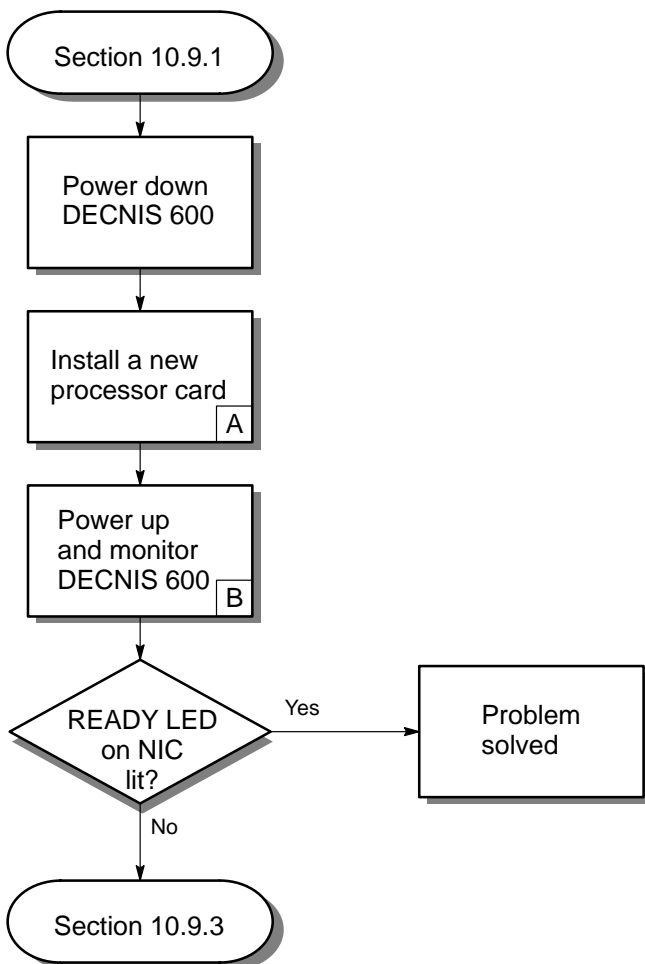 Section 10.9.1
Power down
DECNIS 600
Install a new
processor card
A
Power up
and monitor
DECNIS 600
B
READY LED
on NIC
lit?
Yes
Problem
solved
No
Section 10.9.3